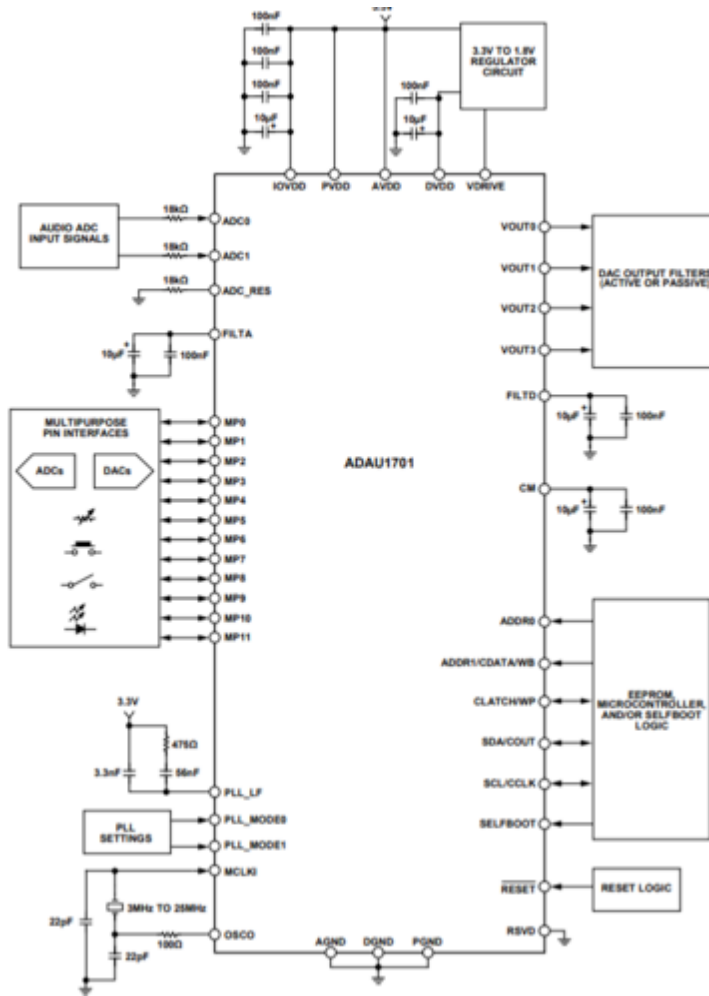 3.3V
100nF
100nF
100nF
10µF
+
100nF
10µF
+
3.3V TO 1.8V
REGULATOR
CIRCUIT
IOVDD
PVDD
AVDD
DVDD
VDRIVE
AUDIO ADC
INPUT SIGNALS
18kΩ
ADC0
18kΩ
ADC1
18kΩ
ADC_RES
FILTA
10µF
+
100nF
MULTIPURPOSE
PIN INTERFACES
ADCs
DACs
MP0
MP1
MP2
MP3
MP4
MP5
MP6
MP7
MP8
MP9
MP10
MP11
ADAU1701
VOUT0
VOUT1
VOUT2
VOUT3
DAC OUTPUT FILTERS
(ACTIVE OR PASSIVE)
FILTD
10µF
+
100nF
CM
10µF
+
100nF
ADDR0
ADDR1/CDATA/WB
CLATCH/WP
SDA/COUT
SCL/CCLK
SELFBOOT
EEPROM,
MICROCONTROLLER,
AND/OR SELFBOOT
LOGIC
3.3V
475Ω
3.3nF
56nF
PLL_LF
PLL
SETTINGS
PLL_MODE0
PLL_MODE1
MCLKI
3MHz TO 25MHz
22pF
100Ω
22pF
OSCO
RESET
RESET LOGIC
RSVD
AGND
DGND
PGND